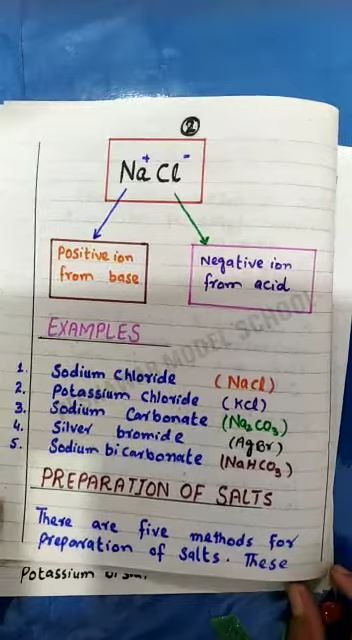 2
Na⁺ Cl⁻
Positive ion
from base
Negative ion
from acid
EXAMPLES
1. Sodium Chloride (NaCl)
2. Potassium Chloride (KCl)
3. Sodium Carbonate (Na₂CO₃)
4. Silver bromide (AgBr)
5. Sodium bicarbonate (NaHCO₃)
PREPARATION OF SALTS
There are five methods for
preparation of salts. These
Potassium
MODEL SCHOOL